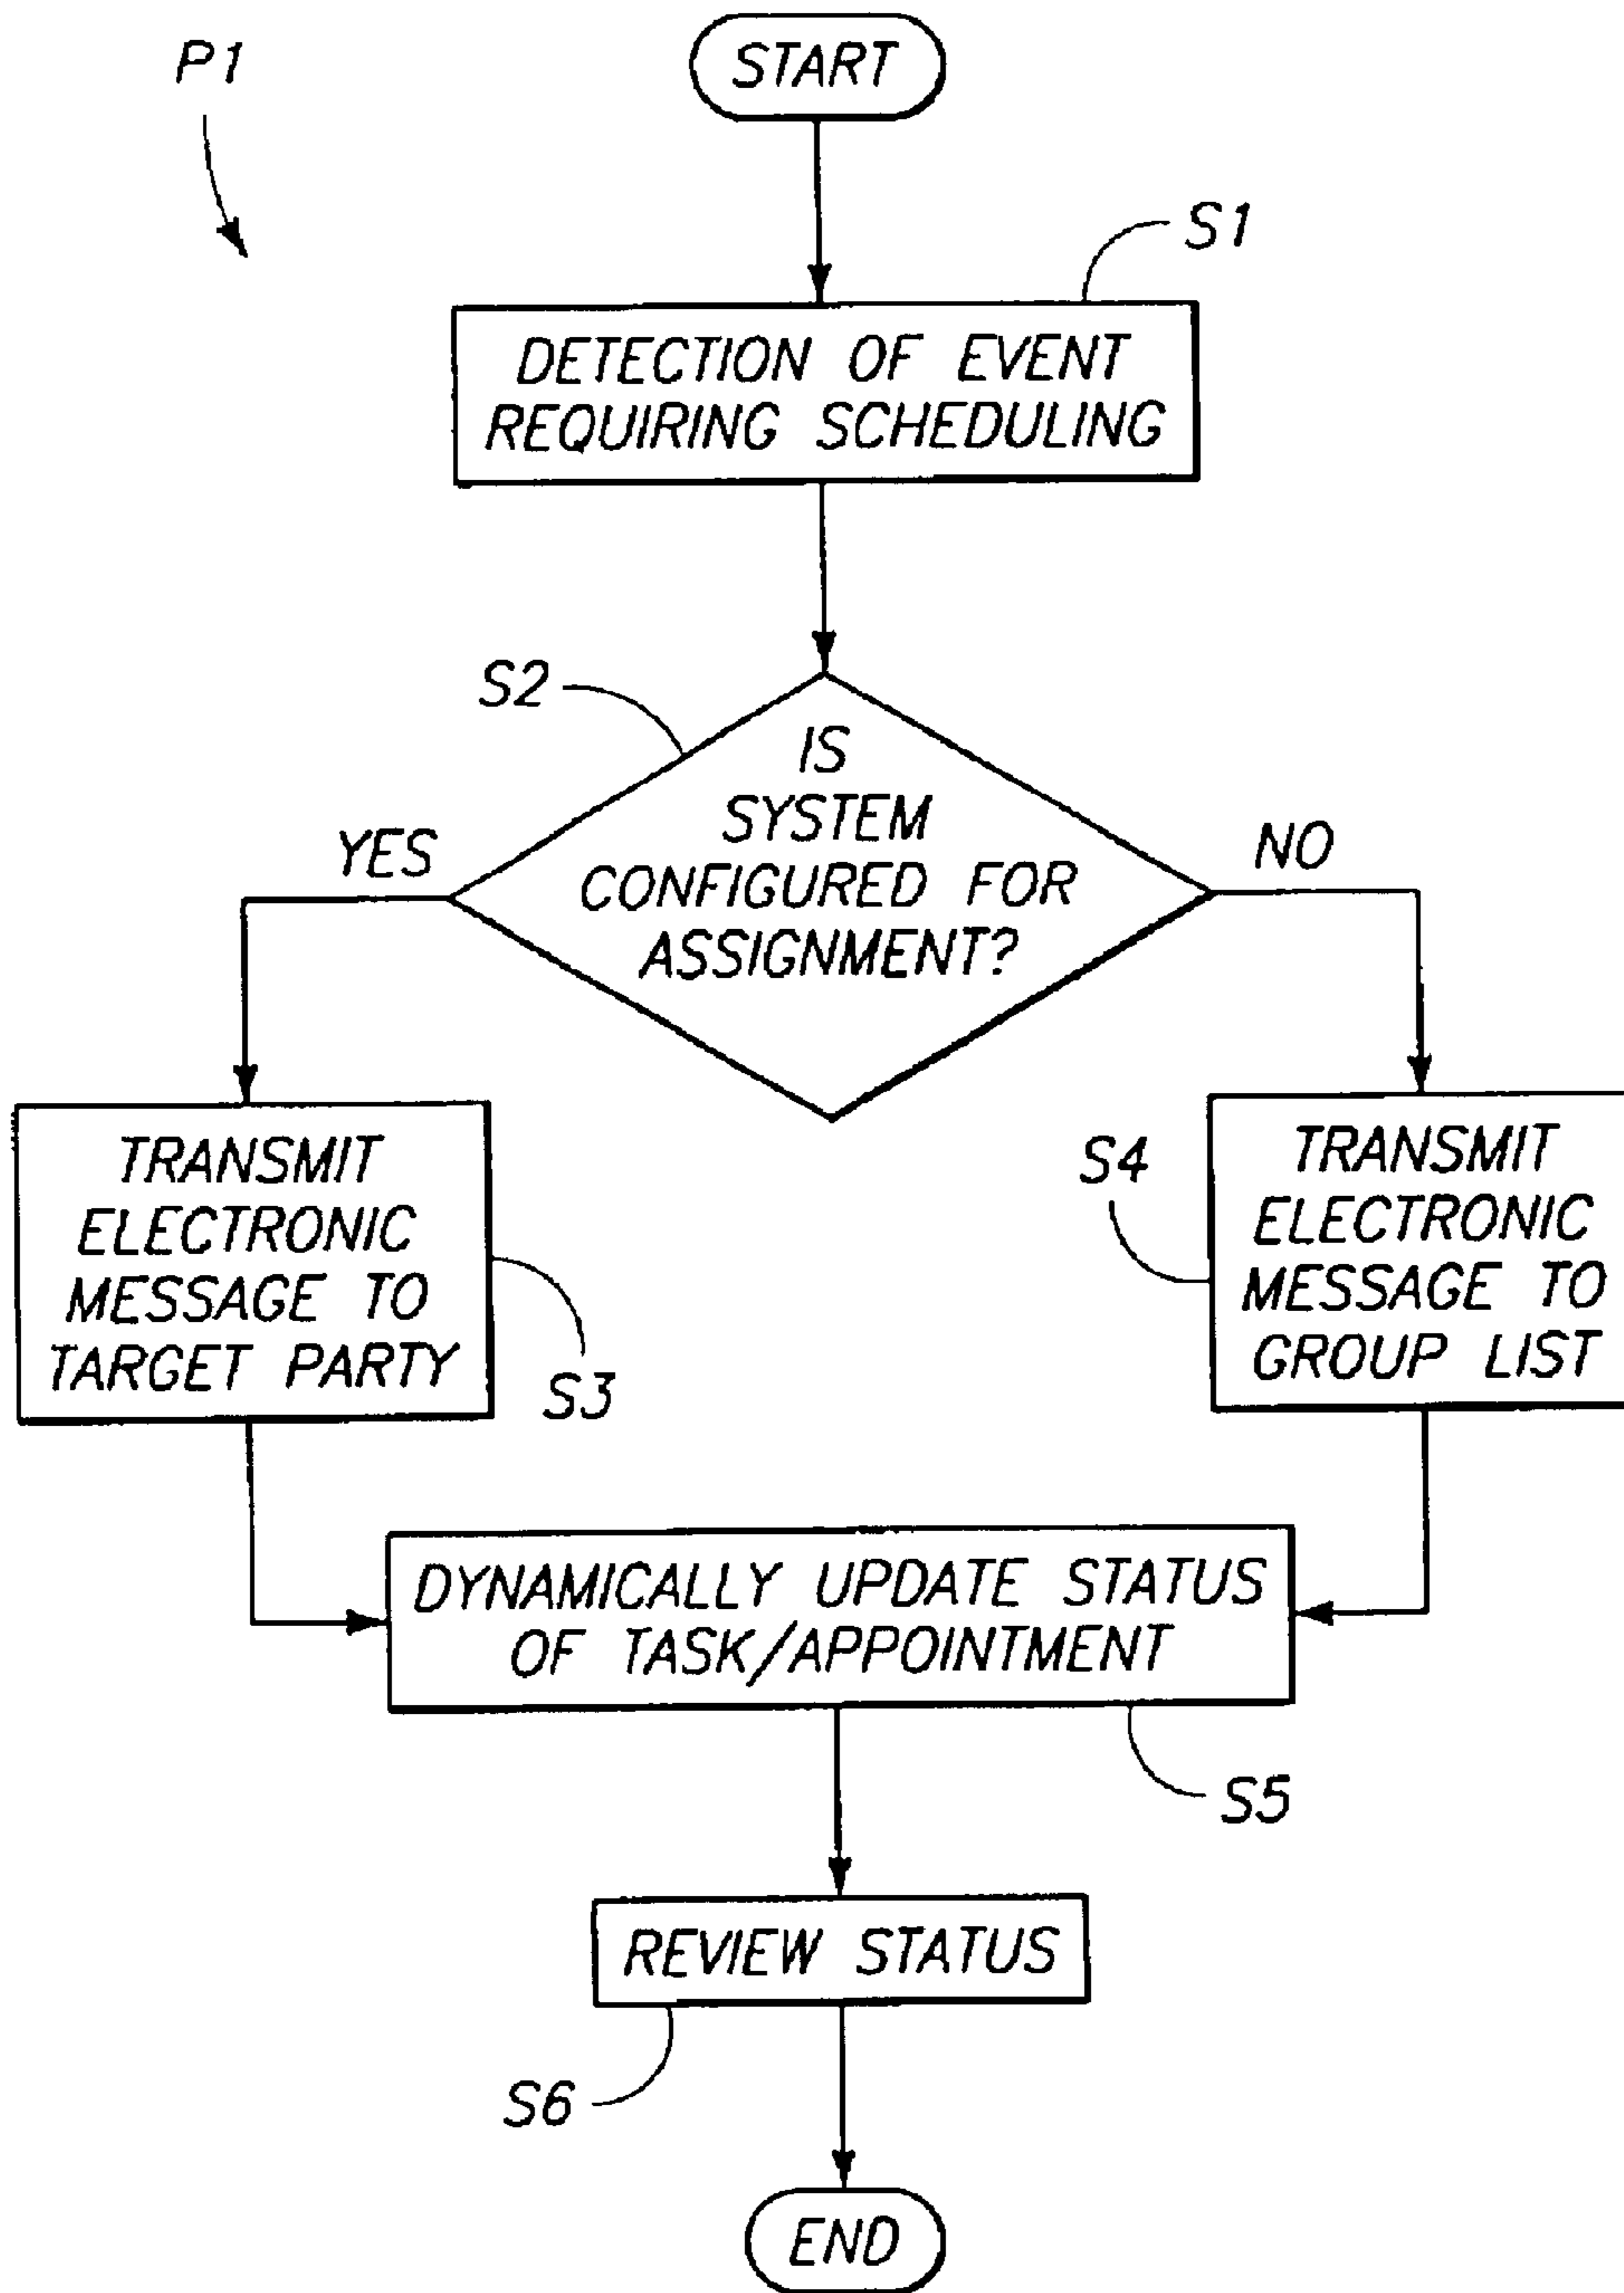 P1
START
S1
DETECTION OF EVENT
REQUIRING SCHEDULING
S2
IS
SYSTEM
CONFIGURED FOR
ASSIGNMENT?
YES
NO
TRANSMIT
ELECTRONIC
MESSAGE TO
TARGET PARTY
S3
S4
TRANSMIT
ELECTRONIC
MESSAGE TO
GROUP LIST
DYNAMICALLY UPDATE STATUS
OF TASK/APPOINTMENT
S5
REVIEW STATUS
S6
END